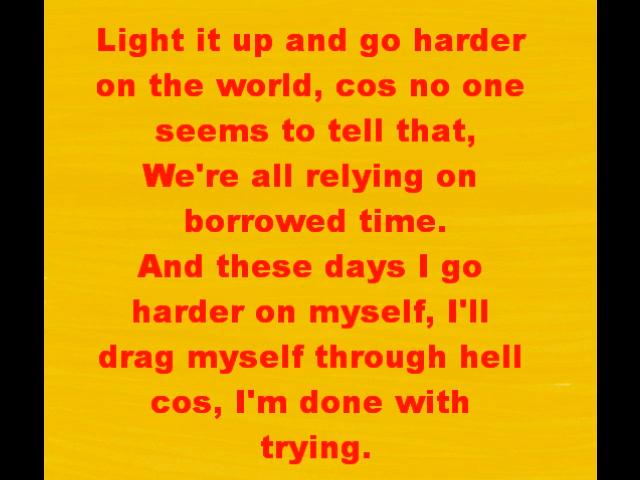 Light it up and go harder
on the world, cos no one
seems to tell that,
We're all relying on
borrowed time.
And these days I go
harder on myself, I'll
drag myself through hell
cos, I'm done with
trying.